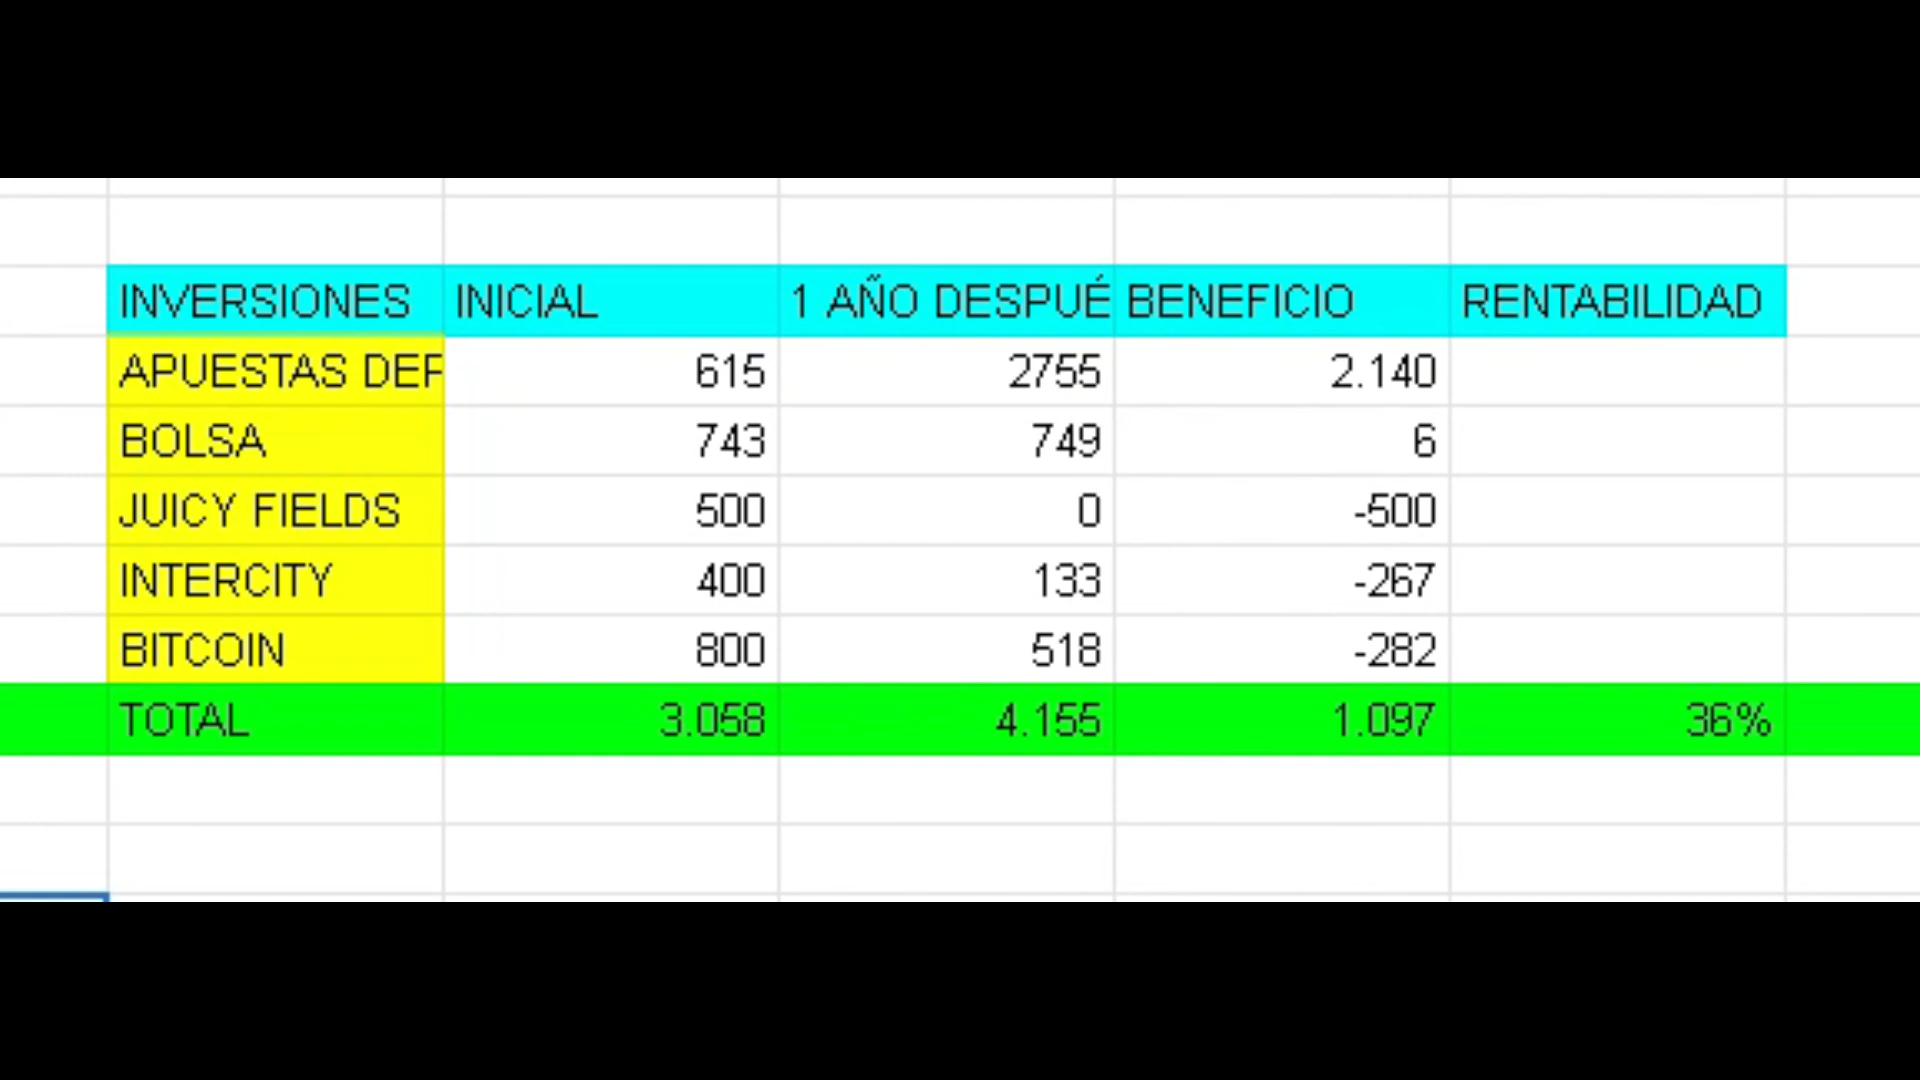 INVERSIONES INICIAL 1 AÑO DESPUÉ BENEFICIO RENTABILIDAD
APUESTAS DEP 615 2755 2.140
BOLSA 743 749 6
JUICY FIELDS 500 0 -500
INTERCITY 400 133 -267
BITCOIN 800 518 -282
TOTAL 3.058 4.155 1.097 36%